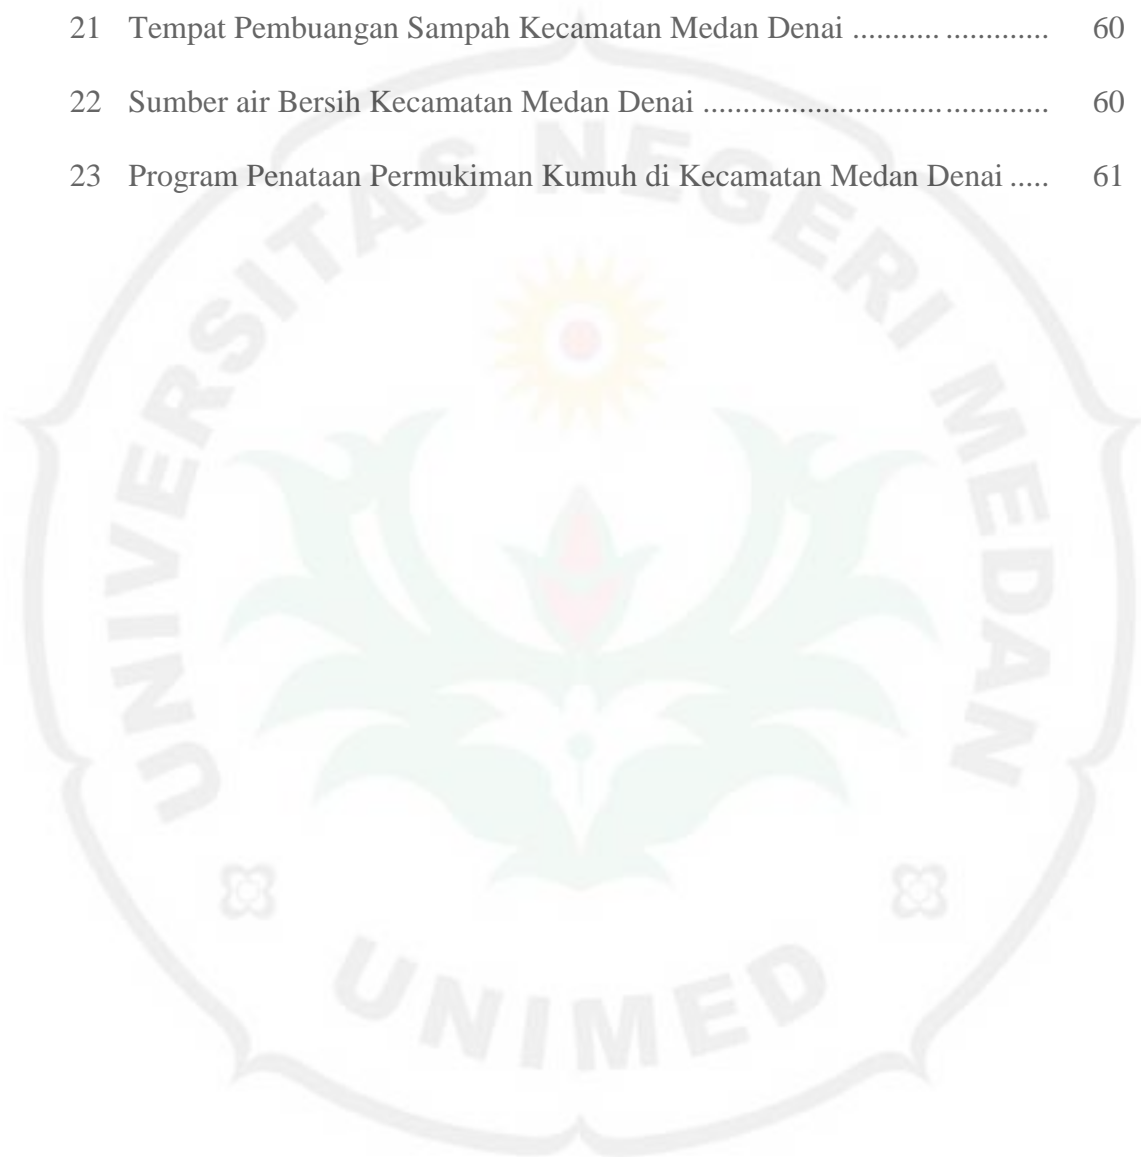 21 Tempat Pembuangan Sampah Kecamatan Medan Denai ........... ............. 60
22 Sumber air Bersih Kecamatan Medan Denai ........................................... 60
23 Program Penataan Permukiman Kumuh di Kecamatan Medan Denai ..... 61
UNIVERSITAS NEGERI MEDAN
UNIMED